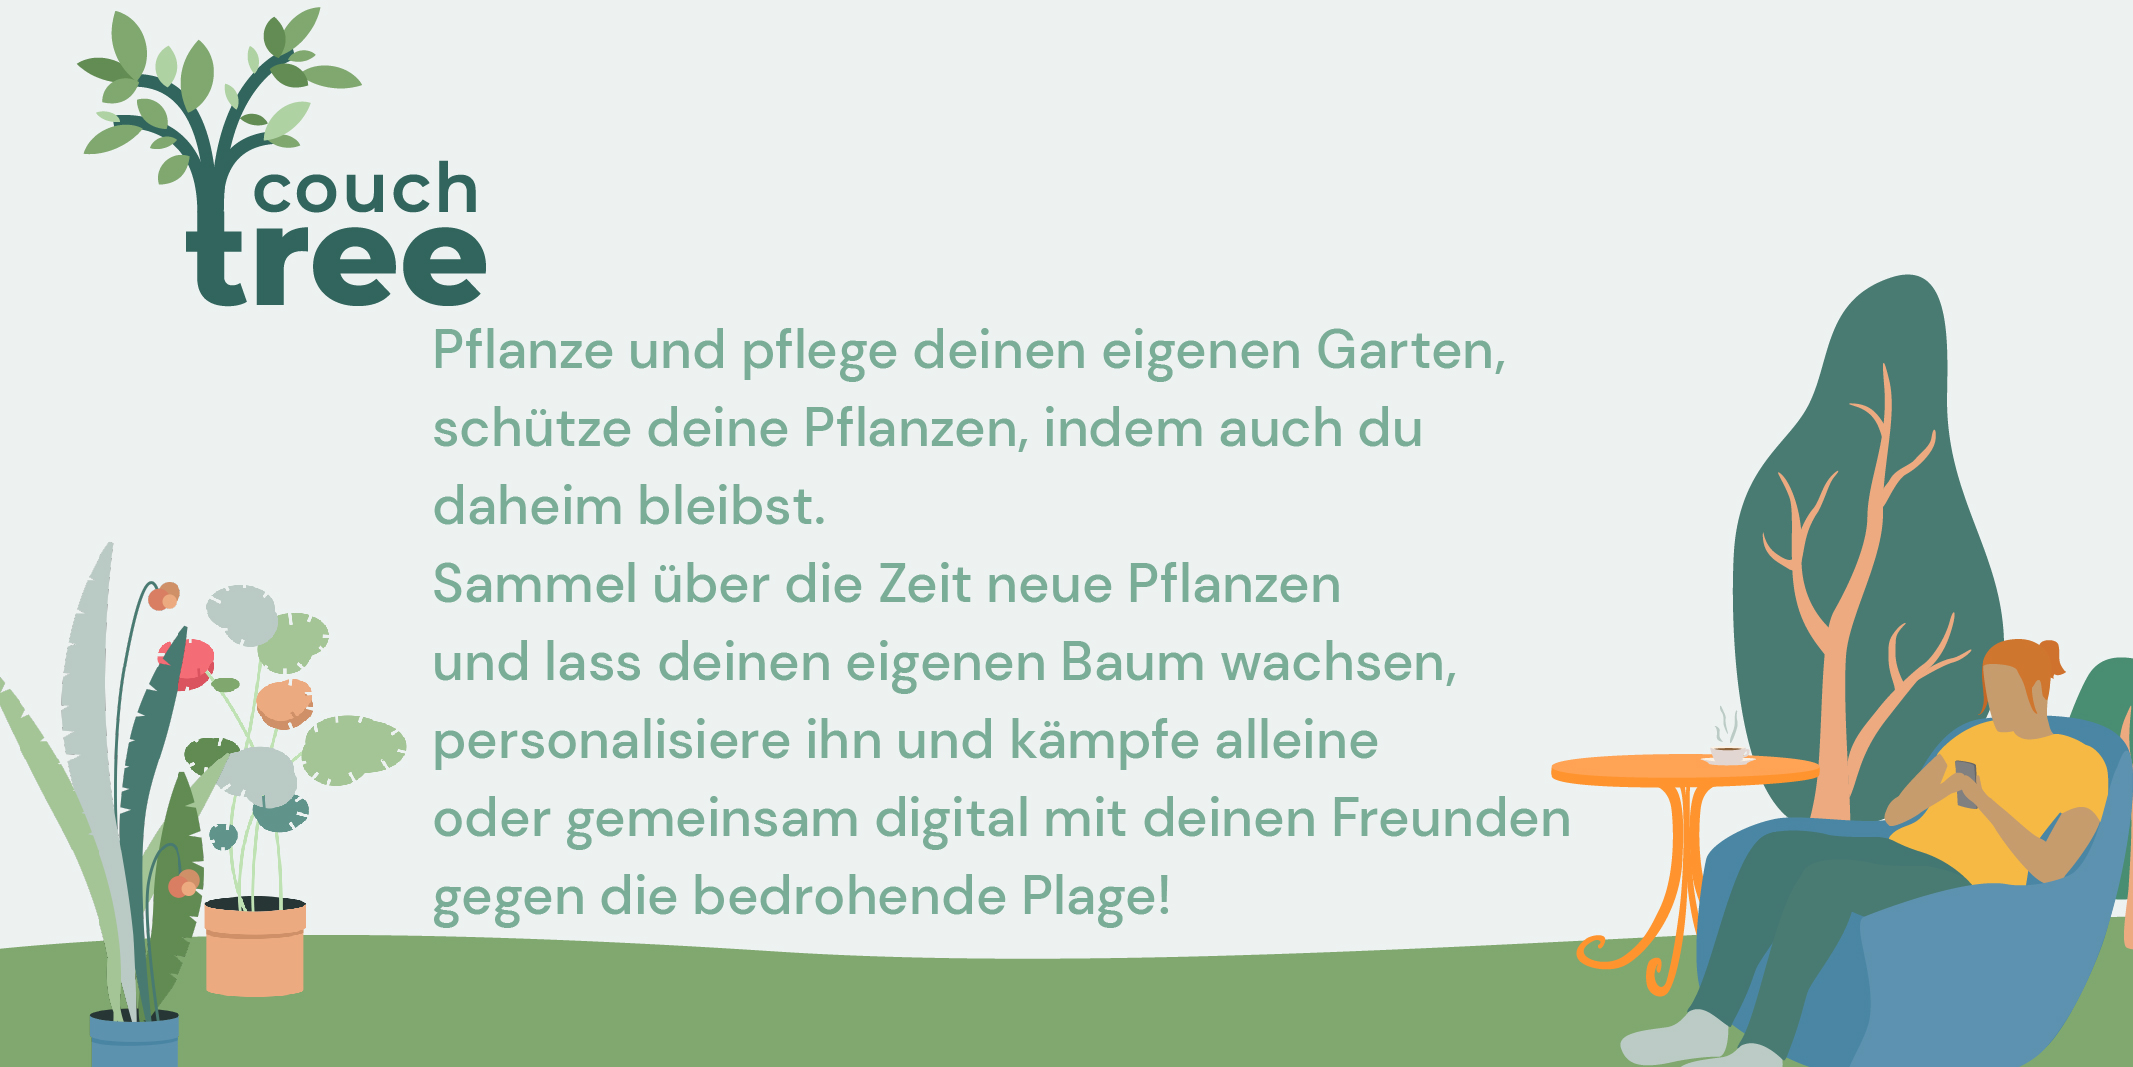 couch
tree
Pflanze und pflege deinen eigenen Garten,
schütze deine Pflanzen, indem auch du
daheim bleibst.
Sammel über die Zeit neue Pflanzen
und lass deinen eigenen Baum wachsen,
personalisiere ihn und kämpfe alleine
oder gemeinsam digital mit deinen Freunden
gegen die bedrohende Plage!